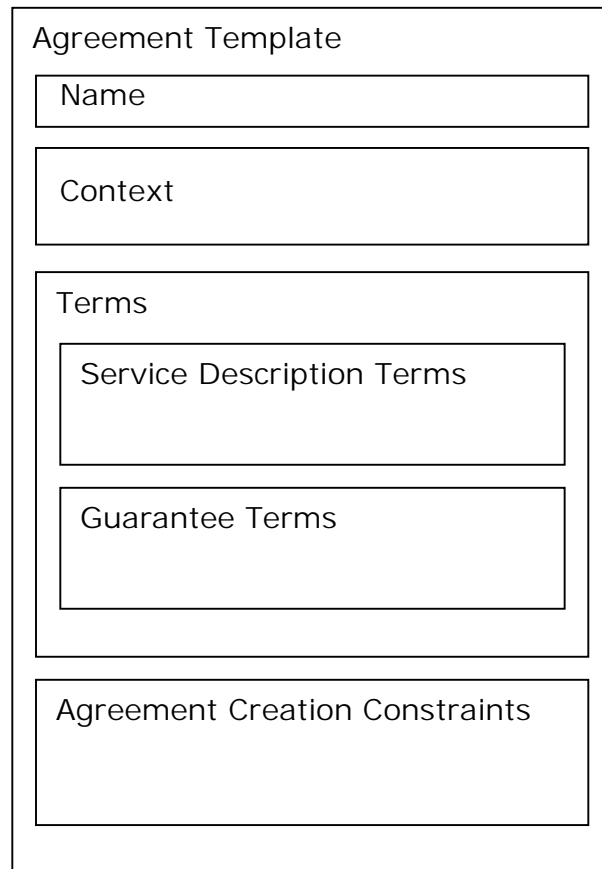 Agreement Template
Name
Context
Terms
Service Description Terms
Guarantee Terms
Agreement Creation Constraints